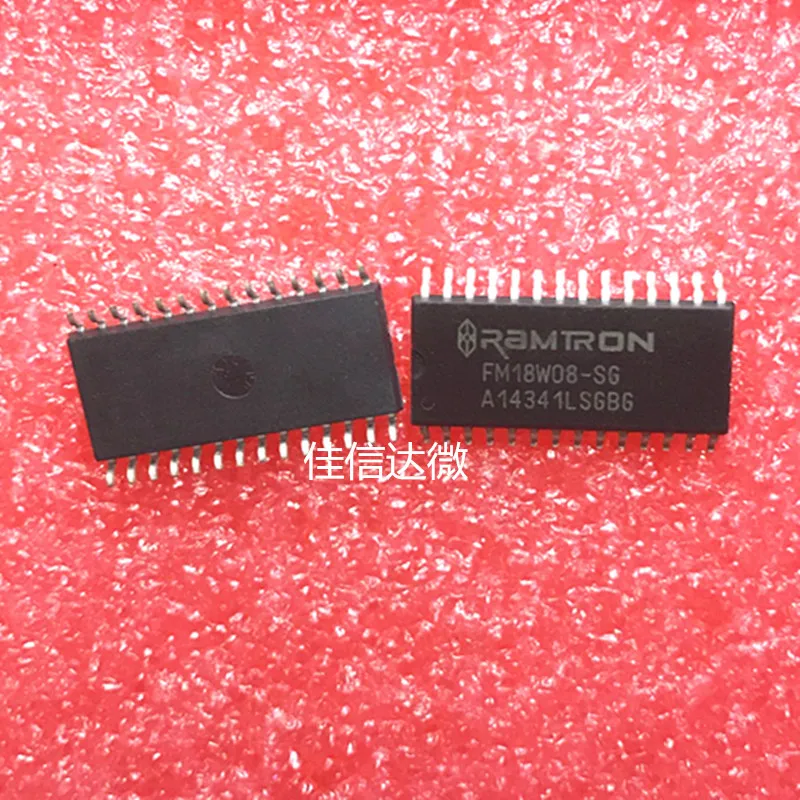 RAMTRON
FM18W08-SG
A14341LSGBG
佳信达微